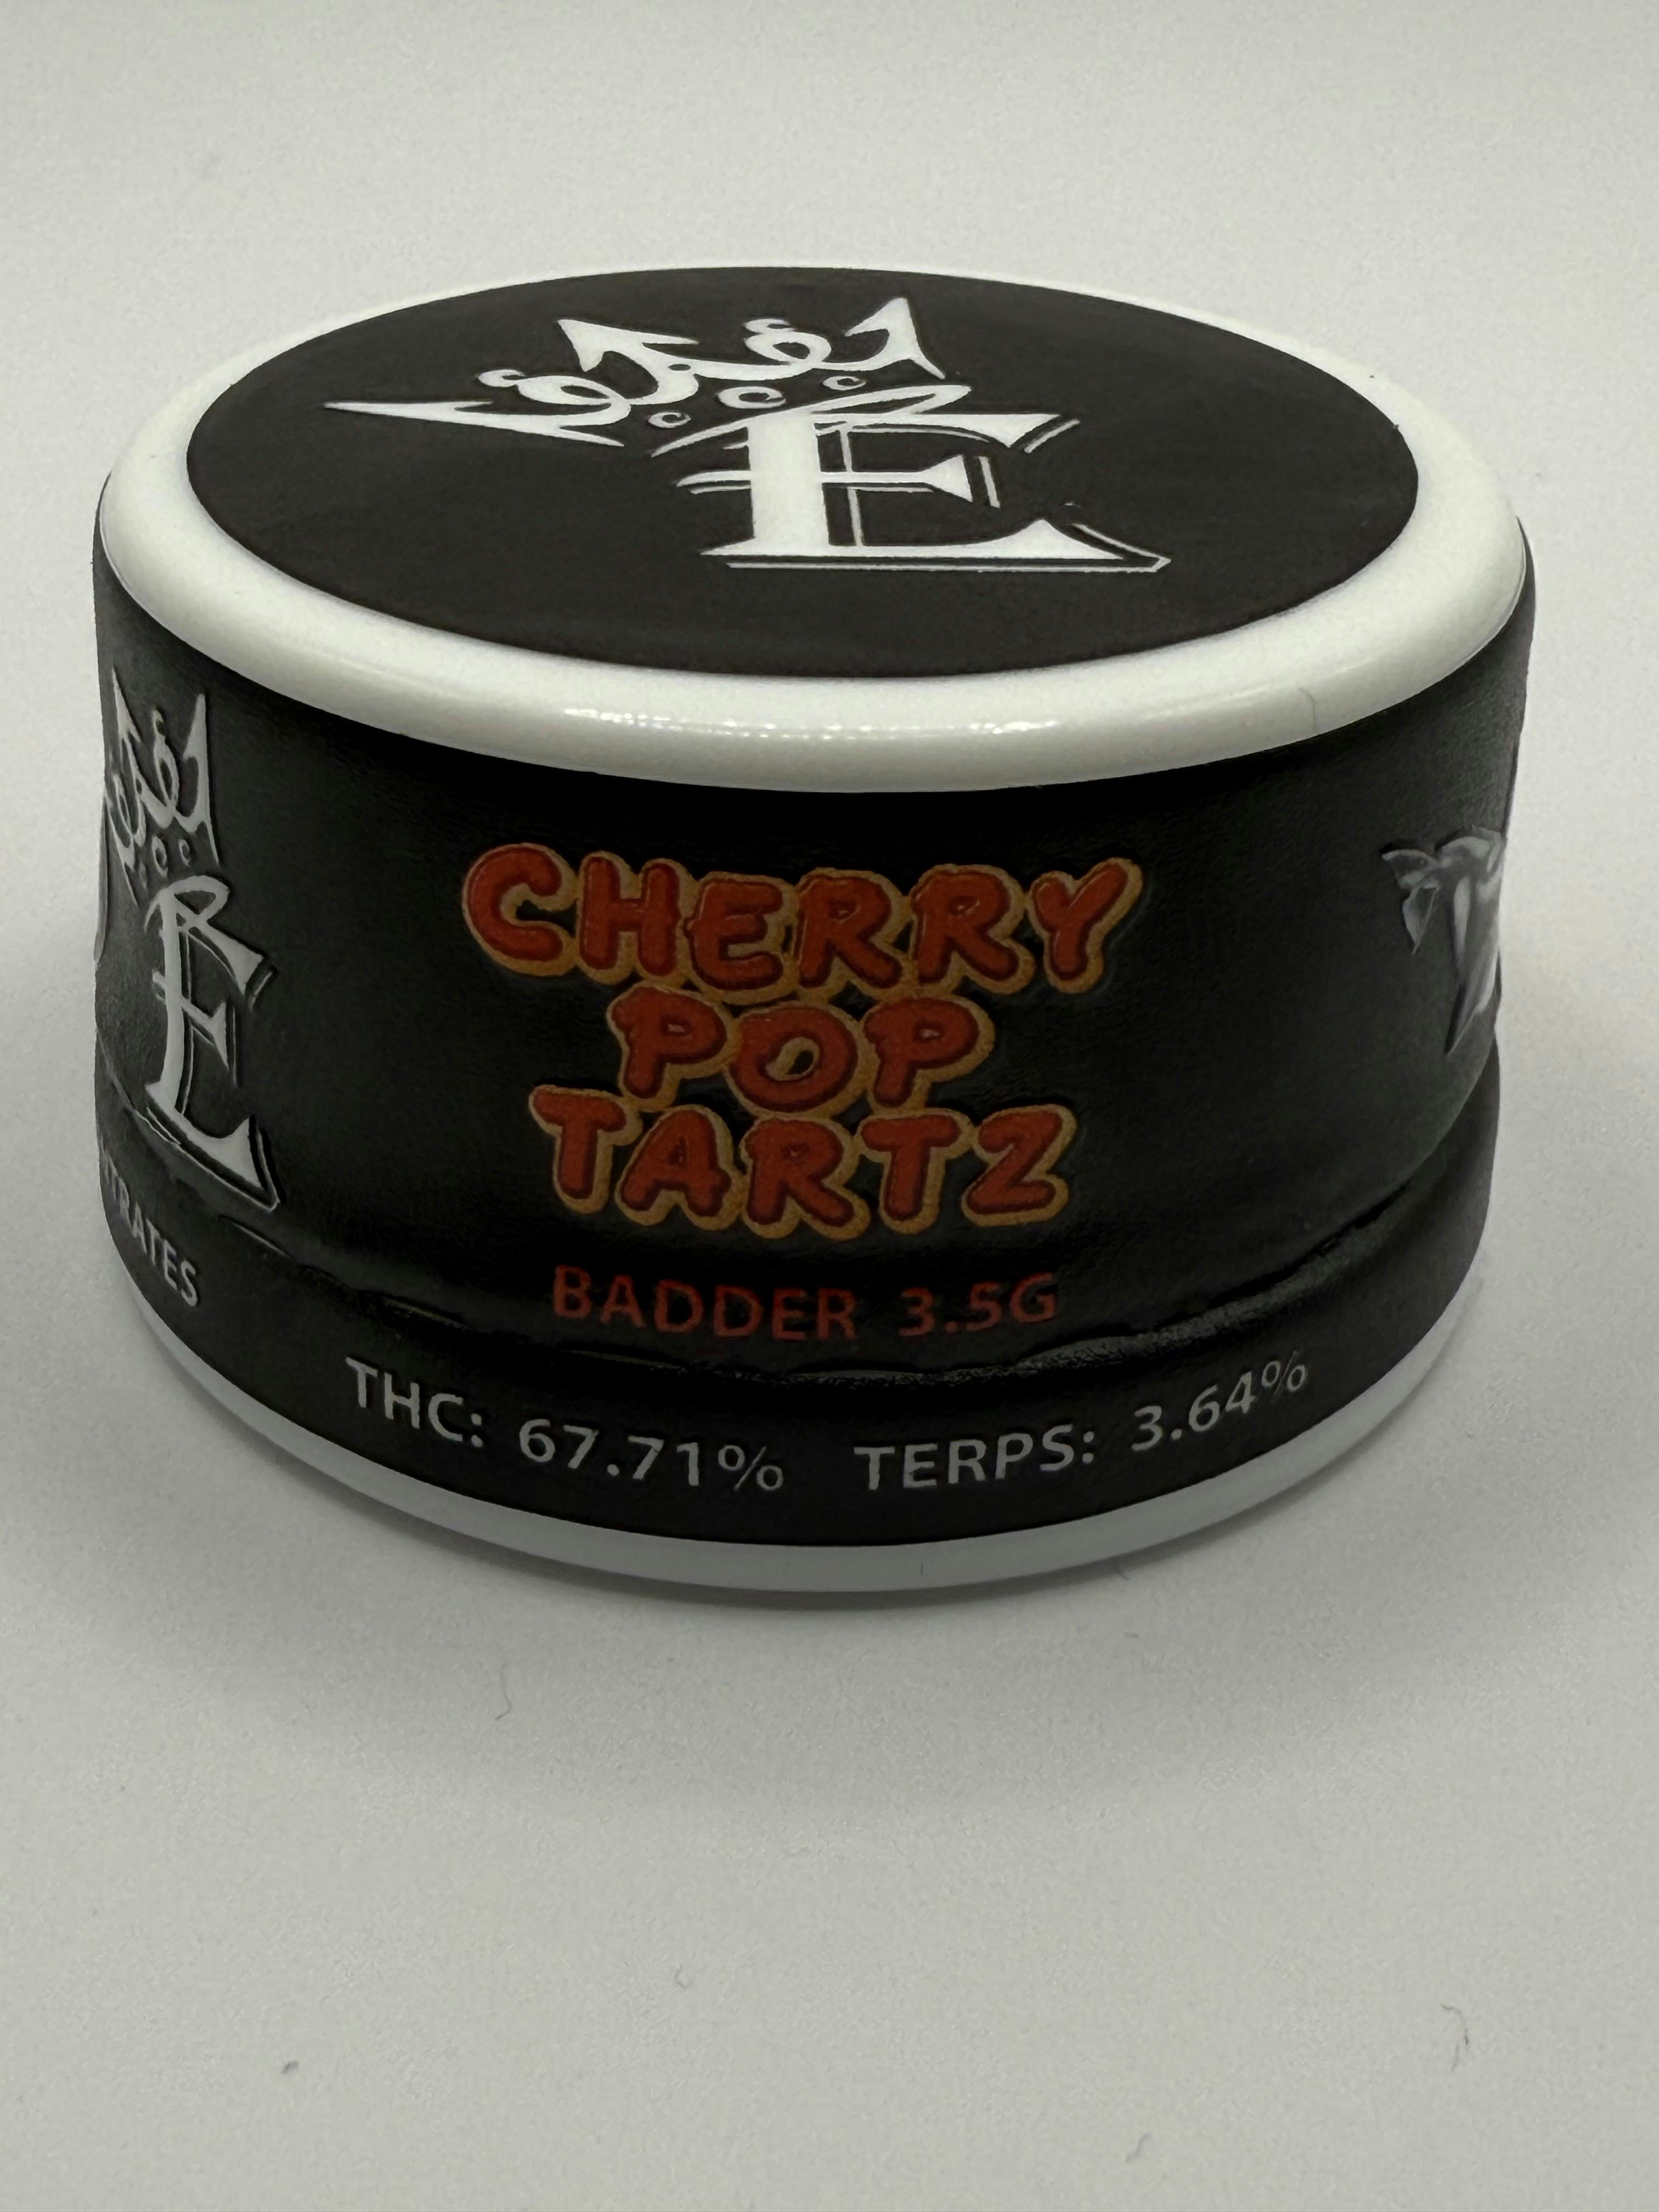 E
E
CHERRY
POP
TARTZ
BADDER 3.5G
THC: 67.71% TERPS: 3.64%